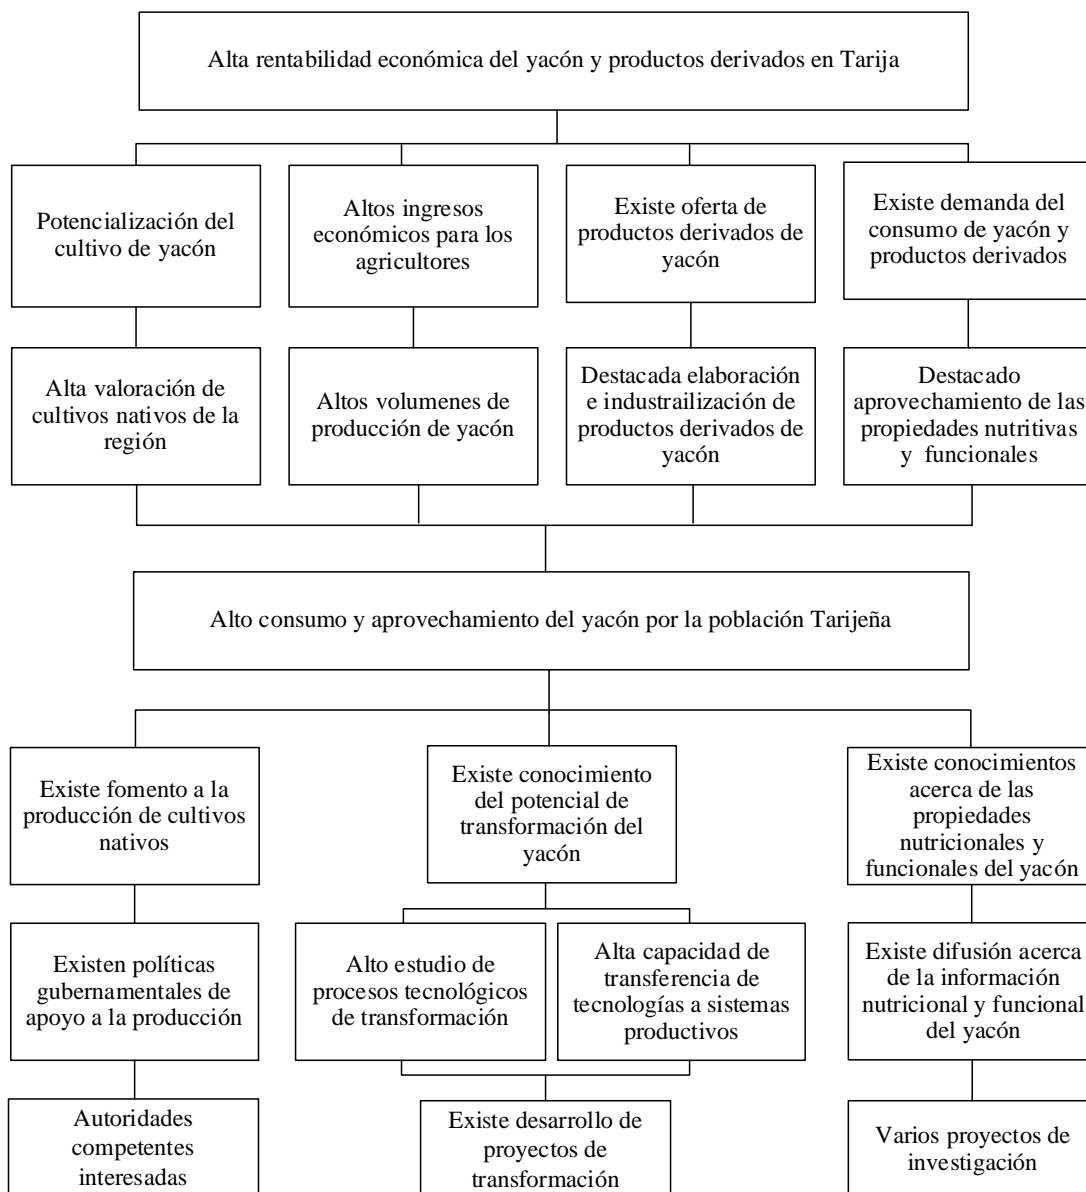 Alta rentabilidad económica del yacón y productos derivados en Tarija
Potencialización del
cultivo de yacón
Altos ingresos
económicos para los
agricultores
Existe oferta de
productos derivados de
yacón
Existe demanda del
consumo de yacón y
productos derivados
Alta valoración de
cultivos nativos de la
región
Altos volumenes de
producción de yacón
Destacada elaboración
e industrailización de
productos derivados de
yacón
Destacado
aprovechamiento de las
propiedades nutritivas
y funcionales
Alto consumo y aprovechamiento del yacón por la población Tarijeña
Existe fomento a la
producción de cultivos
nativos
Existe conocimiento
del potencial de
transformación del
yacón
Existe conocimientos
acerca de las
propiedades
nutricionales y
funcionales del yacón
Existen políticas
gubernamentales de
apoyo a la producción
Alto estudio de
procesos tecnológicos
de transformación
Alta capacidad de
transferencia de
tecnologías a sistemas
productivos
Existe difusión acerca
de la información
nutricional y funcional
del yacón
Autoridades
competentes
interesadas
Existe desarrollo de
proyectos de
transformación
Varios proyectos de
investigación